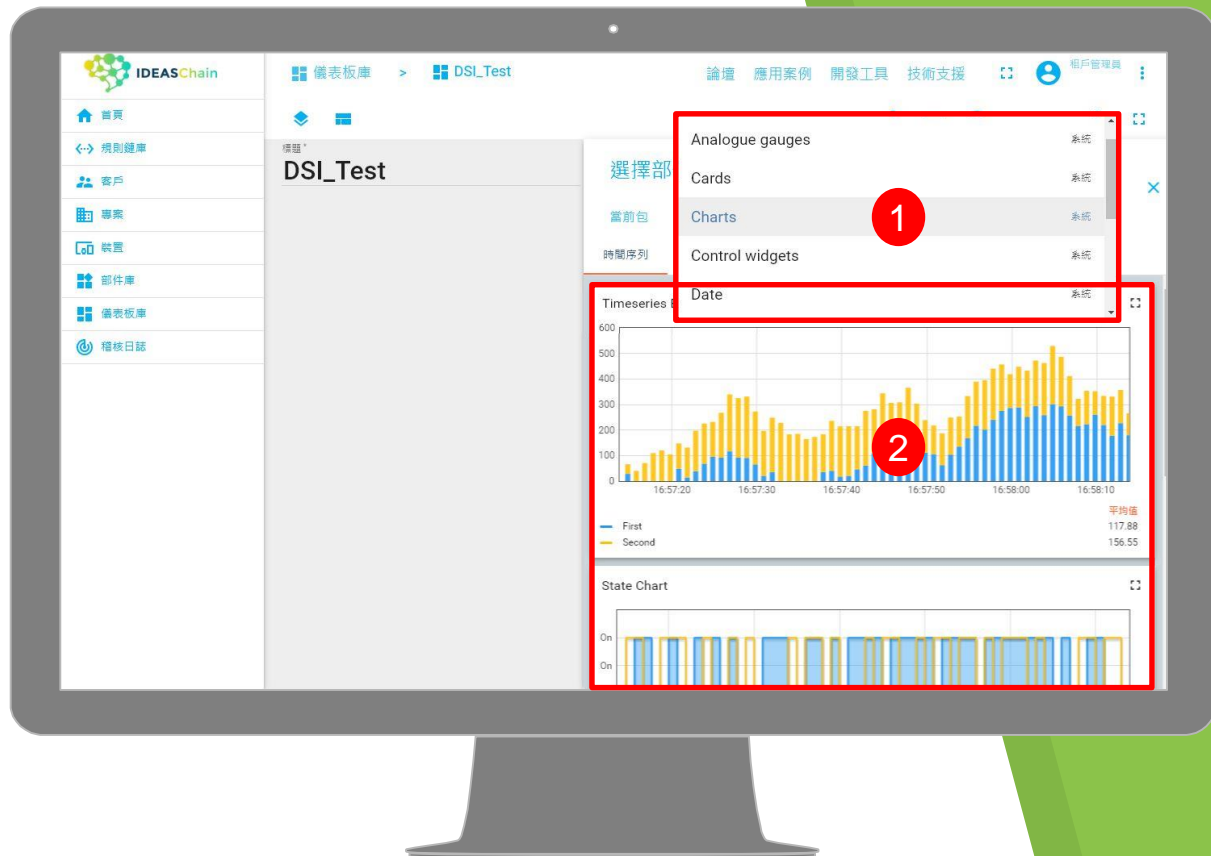 IDEASChain
儀表板庫 > DSI_Test
論壇 應用案例 開發工具 技術支援
租戶管理員
首頁
規則鏈庫
客戶
專案
裝置
部件庫
儀表板庫
稽核日誌
標題*
DSI_Test
選擇部
當前包
時間序列
Analogue gauges 系統
Cards 系統
Charts 系統
Control widgets 系統
Date 系統
1
Timeseries
600
500
400
300
200
100
0
2
16:57:20 16:57:30 16:57:40 16:57:50 16:58:00 16:58:10
平均值
First 117.88
Second 156.55
State Chart
On
On